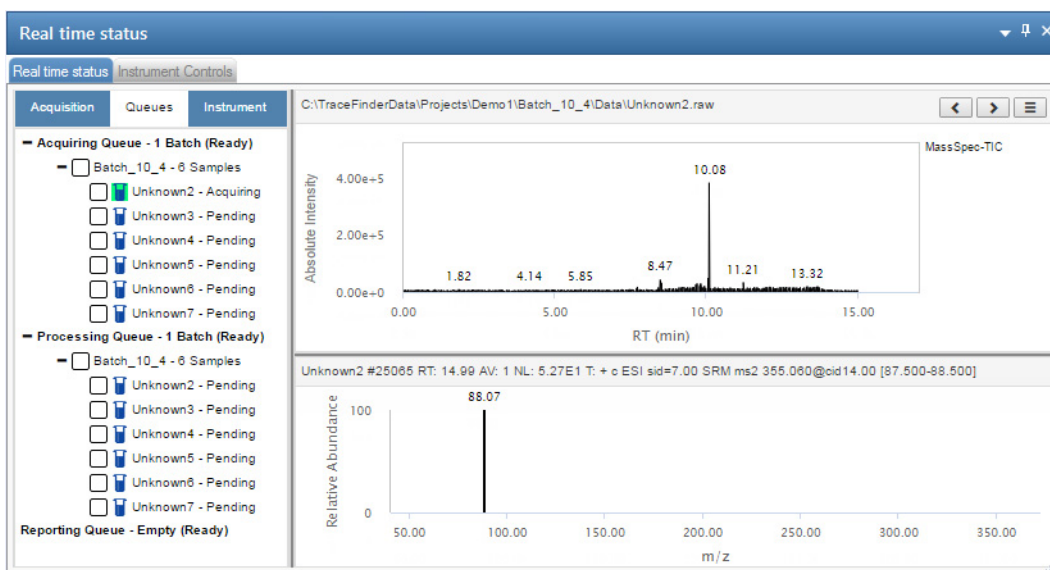 Real time status
Real time status Instrument Controls
Acquisition Queues Instrument
Acquiring Queue - 1 Batch (Ready)
Batch_10_4 - 6 Samples
Unknown2 - Acquiring
Unknown3 - Pending
Unknown4 - Pending
Unknown5 - Pending
Unknown6 - Pending
Unknown7 - Pending
Processing Queue - 1 Batch (Ready)
Batch_10_4 - 6 Samples
Unknown2 - Pending
Unknown3 - Pending
Unknown4 - Pending
Unknown5 - Pending
Unknown6 - Pending
Unknown7 - Pending
Reporting Queue - Empty (Ready)
C:\TraceFinderData\Projects\Demo1\Batch_10_4\Data\Unknown2.raw
MassSpec-TIC
Absolute Intensity
4.00e+5
2.00e+5
0.00e+0
10.08
1.82 4.14 5.85 8.47 11.21 13.32
0.00 5.00 10.00 15.00
RT (min)
Unknown2 #25065 RT: 14.99 AV: 1 NL: 5.27E1 T: + c ESI sid=7.00 SRM ms2 355.060@cid14.00 [87.500-88.500]
88.07
Relative Abundance
100
0
50.00 100.00 150.00 200.00 250.00 300.00 350.00
m/z